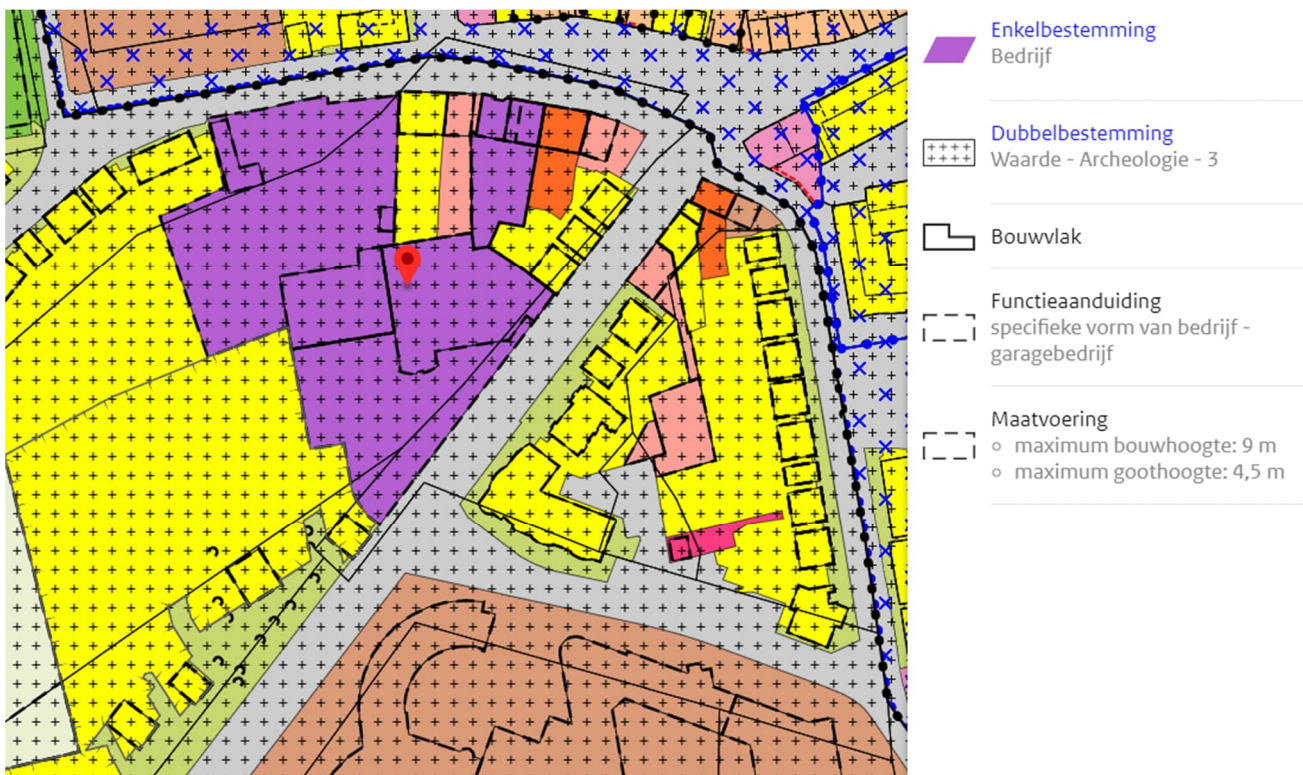 Enkelbestemming
Bedrijf
Dubbelbestemming
Waarde - Archeologie - 3
Bouwvlak
Functieaanduiding
specifieke vorm van bedrijf -
garagebedrijf
Maatvoering
maximum bouwhoogte: 9 m
maximum goothoogte: 4,5 m